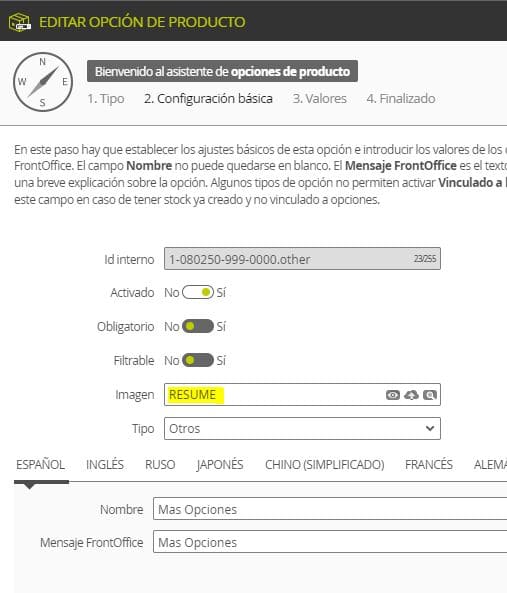 EDITAR OPCIÓN DE PRODUCTO
N
W E
S
Bienvenido al asistente de opciones de producto
1. Tipo 2. Configuración básica 3. Valores 4. Finalizado
En este paso hay que establecer los ajustes básicos de esta opción e introducir los valores de los
FrontOffice. El campo Nombre no puede quedarse en blanco. El Mensaje FrontOffice es el text
una breve explicación sobre la opción. Algunos tipos de opción no permiten activar Vinculado a
este campo en caso de tener stock ya creado y no vinculado a opciones.
Id interno 1-080250-999-0000.other 23/255
Activado No Sí
Obligatorio No Sí
Filtrable No Sí
Imagen RESUME
Tipo Otros
ESPAÑOL INGLÉS RUSO JAPONÉS CHINO (SIMPLIFICADO) FRANCÉS ALEMA
Nombre Mas Opciones
Mensaje FrontOffice Mas Opciones